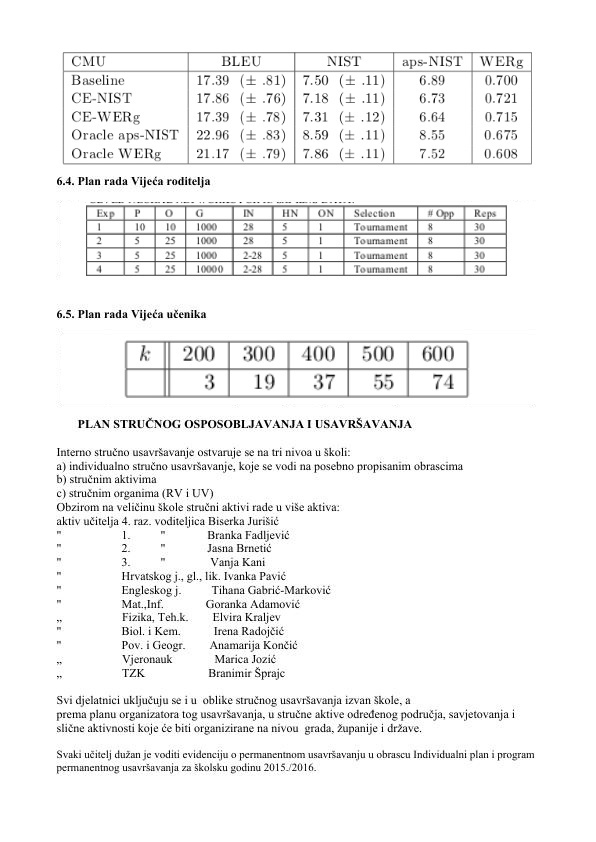 CMU BLEU NIST aps-NIST WERg
Baseline 17.39 (± .81) 7.50 (± .11) 6.89 0.700
CE-NIST 17.86 (± .76) 7.18 (± .11) 6.73 0.721
CE-WERg 17.39 (± .78) 7.31 (± .12) 6.64 0.715
Oracle aps-NIST 22.96 (± .83) 8.59 (± .11) 8.55 0.675
Oracle WERg 21.17 (± .79) 7.86 (± .11) 7.52 0.608
6.4. Plan rada Vijeća roditelja
Exp P O G IN HN ON Selection # Opp Reps
1 10 10 1000 28 5 1 Tournament 8 30
2 5 25 1000 28 5 1 Tournament 8 30
3 5 25 1000 2-28 5 1 Tournament 8 30
4 5 25 10000 2-28 5 1 Tournament 8 30
6.5. Plan rada Vijeća učenika
k 200 300 400 500 600
3 19 37 55 74
PLAN STRUČNOG OSPOSOBLJAVANJA I USAVRŠAVANJA
Interno stručno usavršavanje ostvaruje se na tri nivoa u školi:
a) individualno stručno usavršavanje, koje se vodi na posebno propisanim obrascima
b) stručnim aktivima
c) stručnim organima (RV i UV)
Obzirom na veličinu škole stručni aktivi rade u više aktiva:
aktiv učitelja 4. raz. voditeljica Biserka Jurišić
" 1. " Branka Fadljević
" 2. " Jasna Brnetić
" 3. " Vanja Kani
" Hrvatskog j., gl., lik. Ivanka Pavić
" Engleskog j. Tihana Gabrić-Marković
" Mat.,Inf. Goranka Adamović
„ Fizika, Teh.k. Elvira Kraljev
" Biol. i Kem. Irena Radojčić
" Pov. i Geogr. Anamarija Končić
„ Vjeronauk Marica Jozić
„ TZK Branimir Šprajc
Svi djelatnici uključuju se i u oblike stručnog usavršavanja izvan škole, a
prema planu organizatora tog usavršavanja, u stručne aktive određenog područja, savjetovanja i
slične aktivnosti koje će biti organizirane na nivou grada, županije i države.
Svaki učitelj dužan je voditi evidenciju o permanentnom usavršavanju u obrascu Individualni plan i program
permanentnog usavršavanja za školsku godinu 2015./2016.